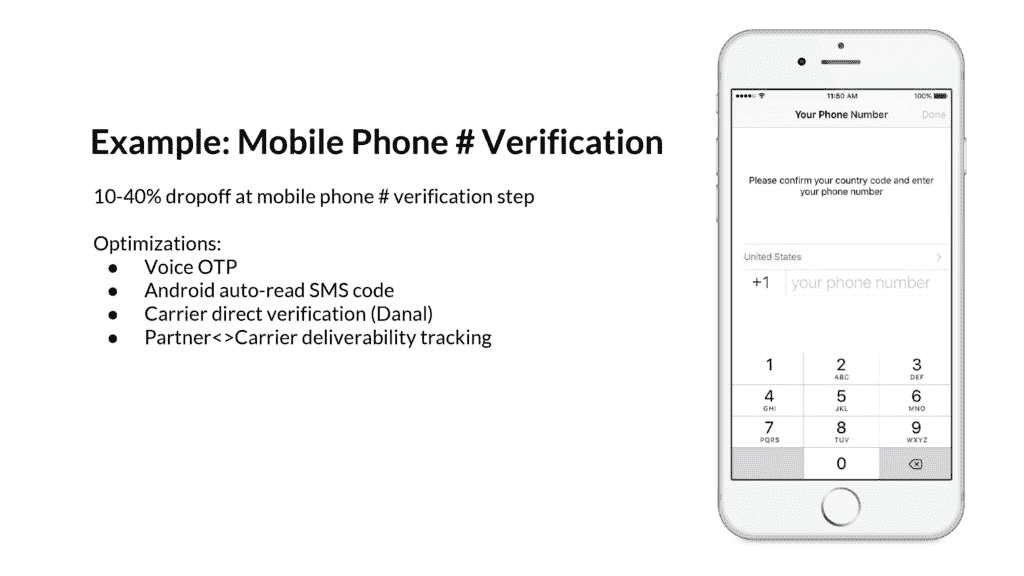 Example: Mobile Phone # Verification
10-40% dropoff at mobile phone # verification step
Optimizations:
● Voice OTP
● Android auto-read SMS code
● Carrier direct verification (Danal)
● Partner<>Carrier deliverability tracking
11:50 AM
100%
Your Phone Number
Done
Please confirm your country code and enter
your phone number
United States
+1 your phone number
1 2 3
ABC DEF
4 5 6
GHI JKL MNO
7 8 9
PQRS TUV WXYZ
0